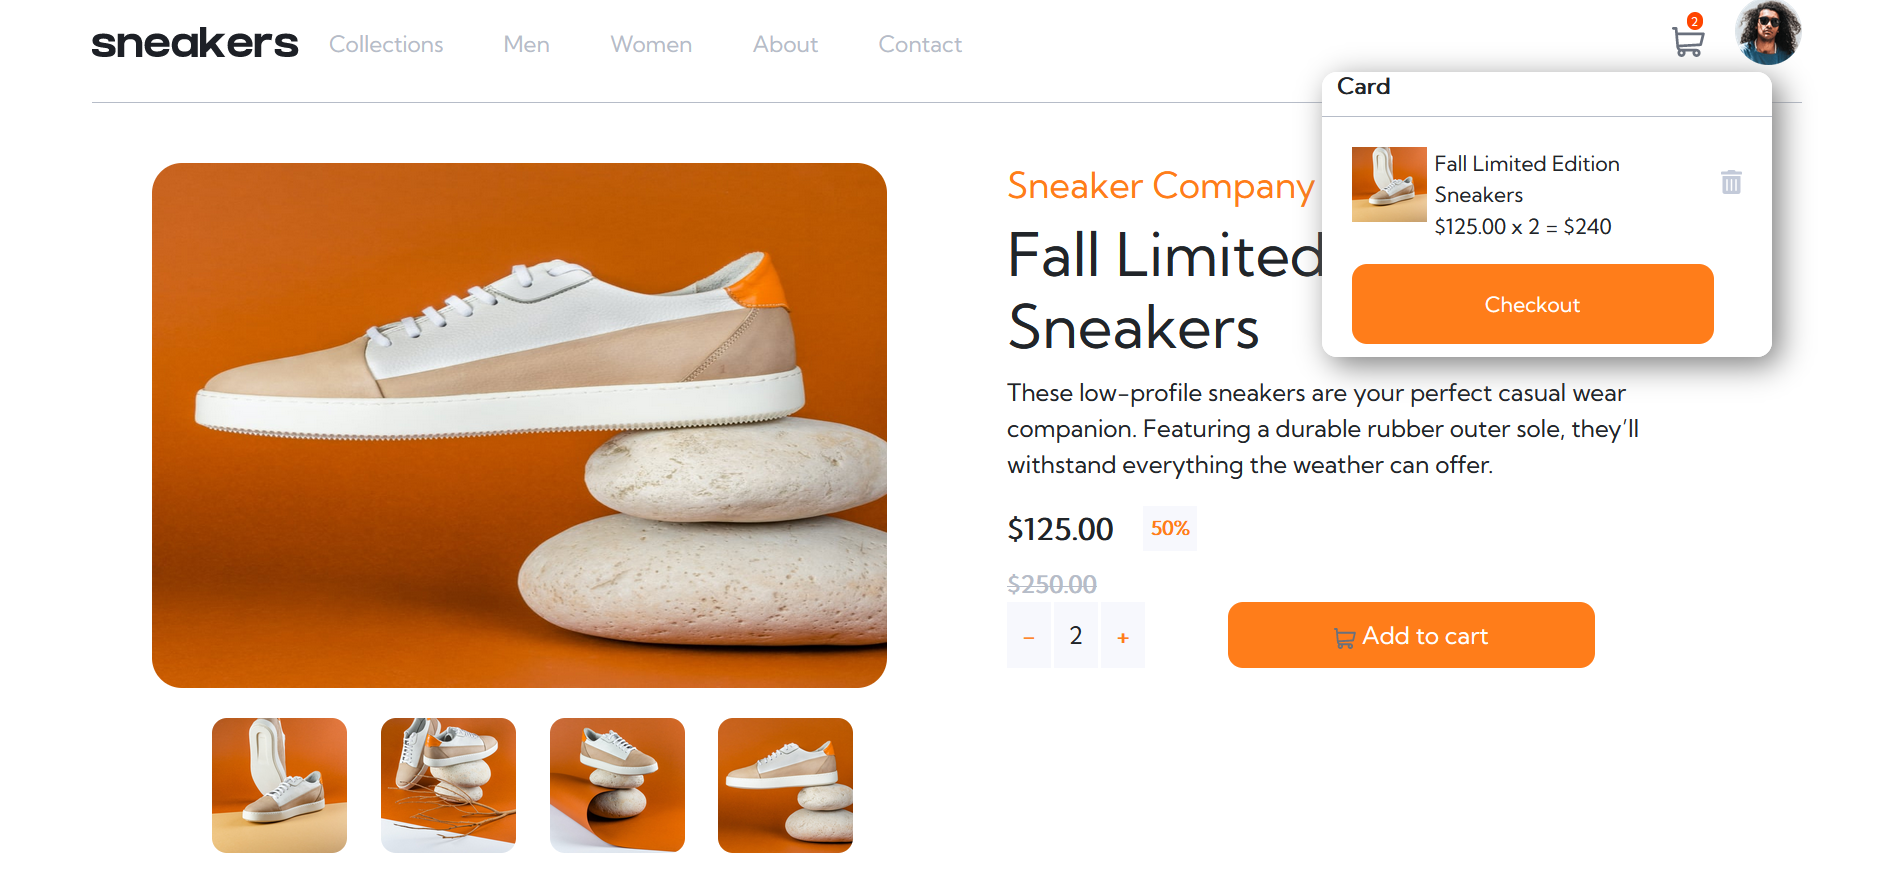 sneakers
Collections Men Women About Contact
2
Card
Fall Limited Edition
Sneakers
$125.00 x 2 = $240
Checkout
Sneaker Company
Fall Limited
Sneakers
These low-profile sneakers are your perfect casual wear
companion. Featuring a durable rubber outer sole, they’ll
withstand everything the weather can offer.
$125.00 50%
$250.00
- 2 + Add to cart